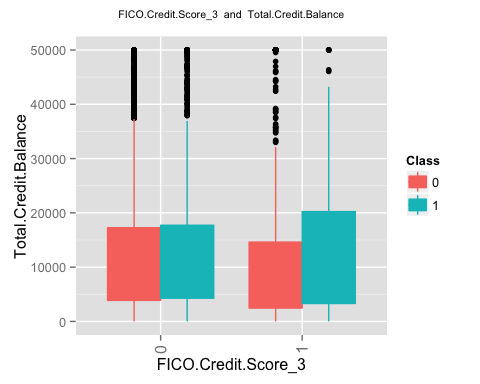 FICO.Credit.Score_3 and Total.Credit.Balance
50000
40000
30000
20000
10000
0
Total.Credit.Balance
0
1
FICO.Credit.Score_3
Class
0
1